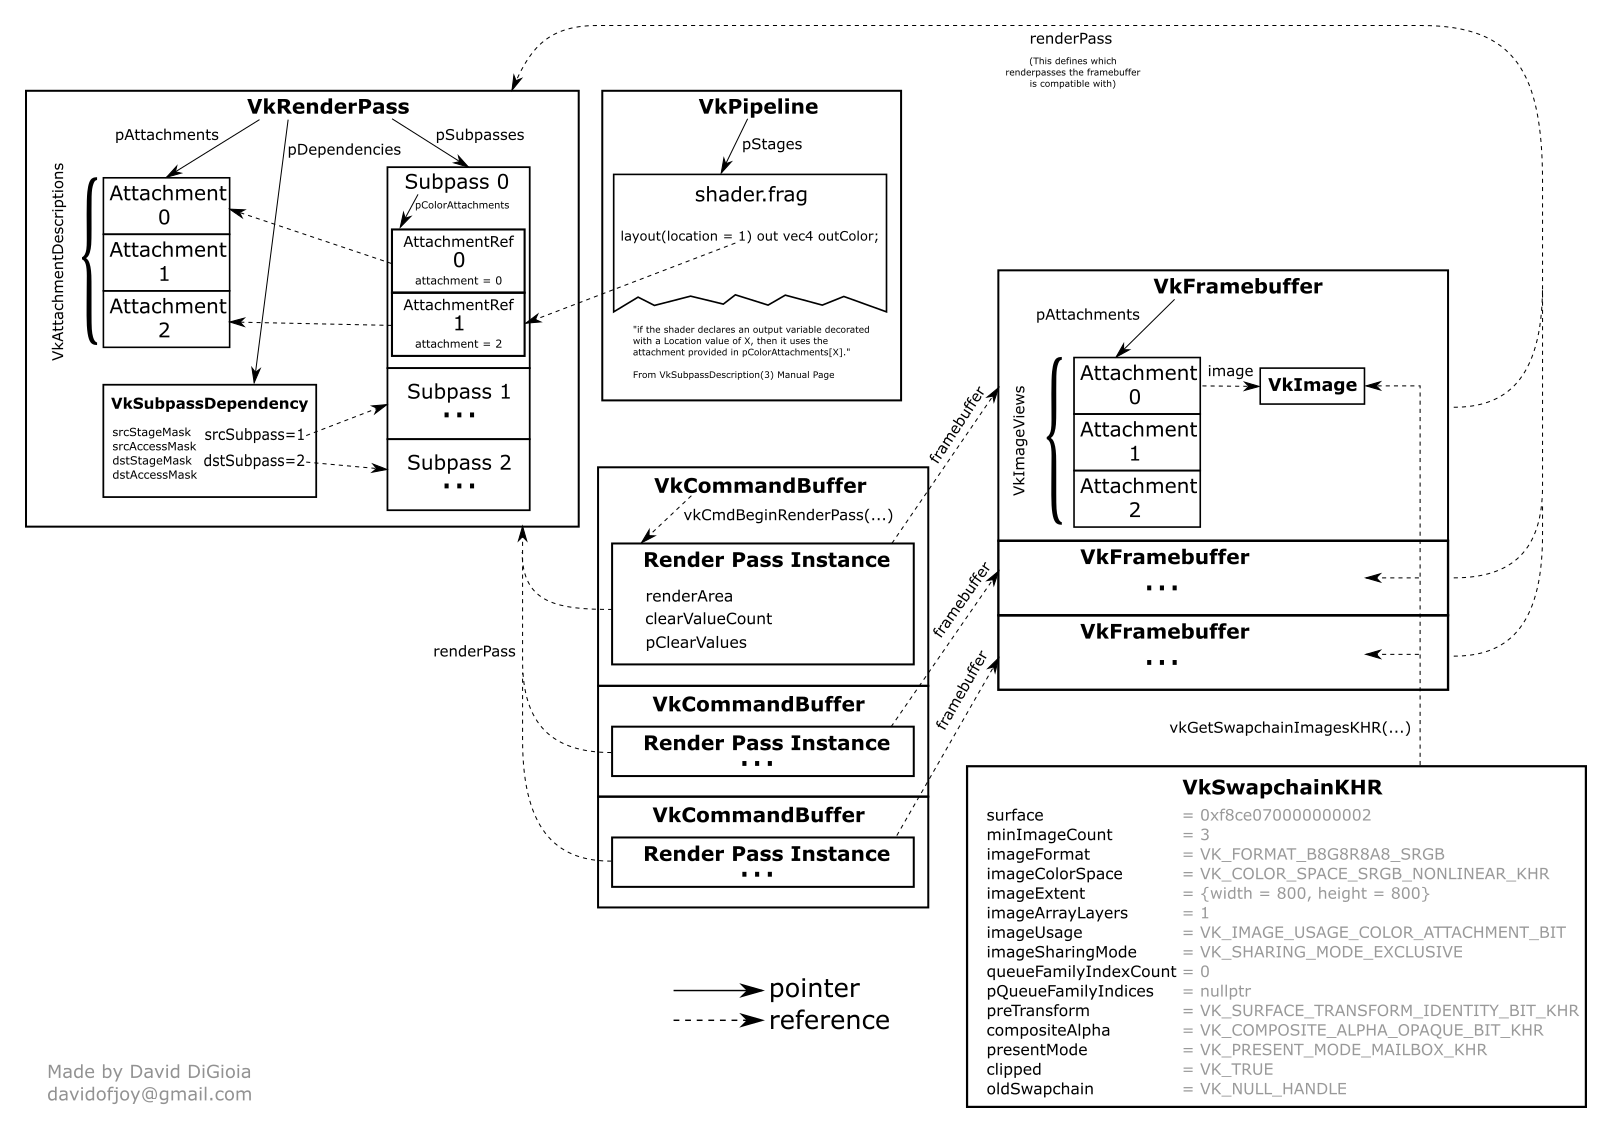 renderPass
(This defines which
renderpasses the framebuffer
is compatible with)
VkRenderPass
pAttachments
pDependencies
pSubpasses
VkAttachmentDescriptions
Attachment
0
Attachment
1
Attachment
2
Subpass 0
pColorAttachments
AttachmentRef
0
attachment = 0
AttachmentRef
1
attachment = 2
Subpass 1
...
Subpass 2
...
VkSubpassDependency
srcStageMask
srcAccessMask
dstStageMask
dstAccessMask
srcSubpass=1
dstSubpass=2
VkPipeline
pStages
shader.frag
layout(location = 1) out vec4 outColor;
"if the shader declares an output variable decorated
with a Location value of X, then it uses the
attachment provided in pColorAttachments[X]."
From VkSubpassDescription(3) Manual Page
VkCommandBuffer
vkCmdBeginRenderPass(...)
Render Pass Instance
renderArea
clearValueCount
pClearValues
VkCommandBuffer
Render Pass Instance
...
VkCommandBuffer
Render Pass Instance
...
renderPass
framebuffer
framebuffer
framebuffer
VkFramebuffer
pAttachments
VkImageViews
Attachment
0
Attachment
1
Attachment
2
image
VkImage
VkFramebuffer
...
VkFramebuffer
...
vkGetSwapchainImagesKHR(...)
VkSwapchainKHR
surface = 0xf8ce070000000002
minImageCount = 3
imageFormat = VK_FORMAT_B8G8R8A8_SRGB
imageColorSpace = VK_COLOR_SPACE_SRGB_NONLINEAR_KHR
imageExtent = {width = 800, height = 800}
imageArrayLayers = 1
imageUsage = VK_IMAGE_USAGE_COLOR_ATTACHMENT_BIT
imageSharingMode = VK_SHARING_MODE_EXCLUSIVE
queueFamilyIndexCount = 0
pQueueFamilyIndices = nullptr
preTransform = VK_SURFACE_TRANSFORM_IDENTITY_BIT_KHR
compositeAlpha = VK_COMPOSITE_ALPHA_OPAQUE_BIT_KHR
presentMode = VK_PRESENT_MODE_MAILBOX_KHR
clipped = VK_TRUE
oldSwapchain = VK_NULL_HANDLE
pointer
reference
Made by David DiGioia
davidofjoy@gmail.com